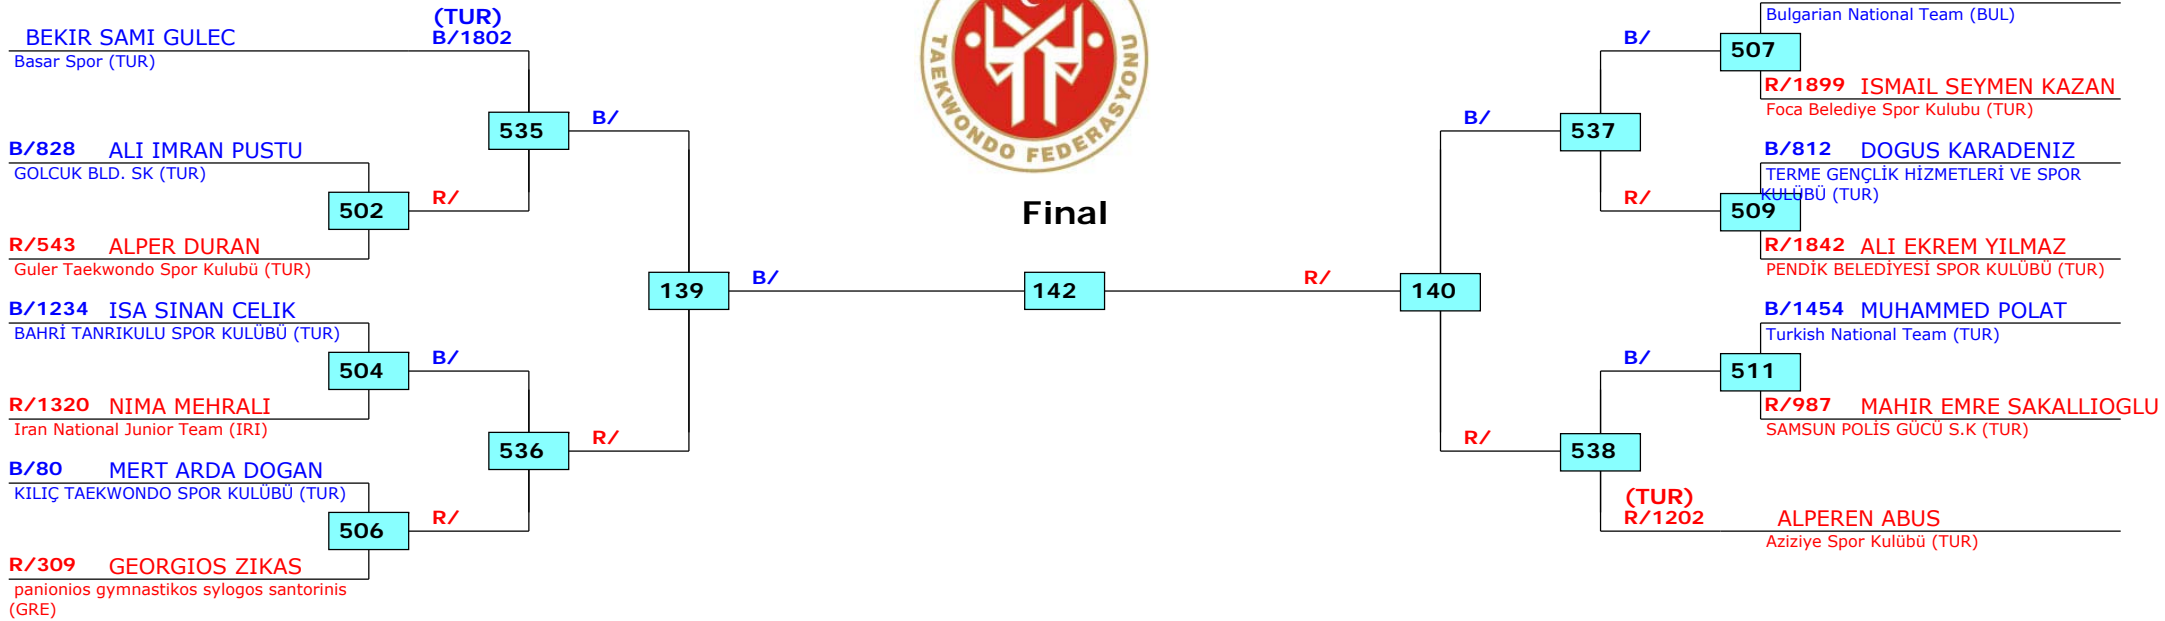 (TUR)
BEKIR SAMI GULEC B/1802
Basar Spor (TUR)
535 B/
B/828 ALI IMRAN PUSTU
GOLCUK BLD. SK (TUR)
502 R/
R/543 ALPER DURAN
Guler Taekwondo Spor Kulubü (TUR)
139 B/
B/1234 ISA SINAN CELIK
BAHRİ TANRIKULU SPOR KULÜBÜ (TUR)
504 B/
R/1320 NIMA MEHRALI
Iran National Junior Team (IRI)
536 R/
B/80 MERT ARDA DOGAN
KILIÇ TAEKWONDO SPOR KULÜBÜ (TUR)
506 R/
R/309 GEORGIOS ZIKAS
panionios gymnastikos sylogos santorinis
(GRE)
TAEKWONDO FEDERASYONU
Final
142
Bulgarian National Team (BUL)
B/ 507
R/1899 ISMAIL SEYMEN KAZAN
Foca Belediye Spor Kulubu (TUR)
B/ 537
B/812 DOGUS KARADENIZ
TERME GENÇLİK HİZMETLERİ VE SPOR
KULÜBÜ (TUR)
R/ 509
R/1842 ALI EKREM YILMAZ
PENDİK BELEDİYESİ SPOR KULÜBÜ (TUR)
R/ 140
B/1454 MUHAMMED POLAT
Turkish National Team (TUR)
B/ 511
R/987 MAHIR EMRE SAKALLIOGLU
SAMSUN POLİS GÜCÜ S.K (TUR)
R/ 538
(TUR)
R/1202 ALPEREN ABUS
Aziziye Spor Kulübü (TUR)